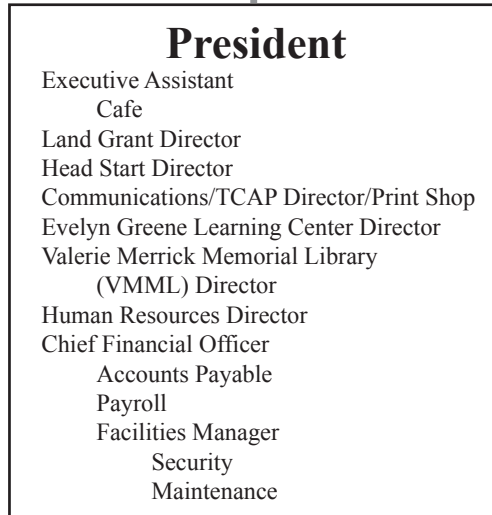 President
Executive Assistant
Cafe
Land Grant Director
Head Start Director
Communications/TCAP Director/Print Shop
Evelyn Greene Learning Center Director
Valerie Merrick Memorial Library
(VMML) Director
Human Resources Director
Chief Financial Officer
Accounts Payable
Payroll
Facilities Manager
Security
Maintenance